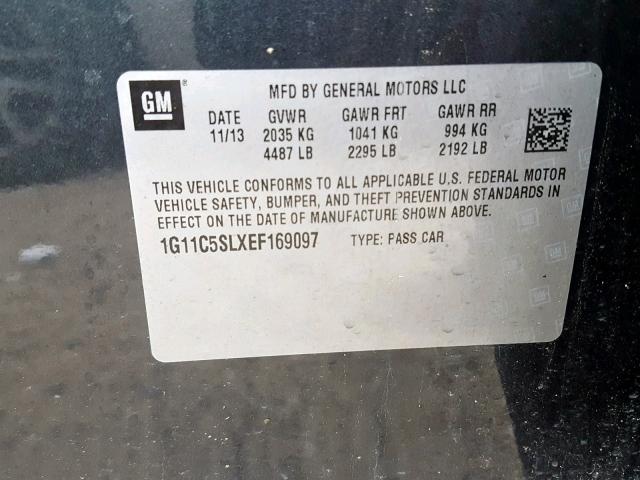 GM
MFD BY GENERAL MOTORS LLC
DATE GVWR GAWR FRT GAWR RR
11/13 2035 KG 1041 KG 994 KG
4487 LB 2295 LB 2192 LB
THIS VEHICLE CONFORMS TO ALL APPLICABLE U.S. FEDERAL MOTOR
VEHICLE SAFETY, BUMPER, AND THEFT PREVENTION STANDARDS IN
EFFECT ON THE DATE OF MANUFACTURE SHOWN ABOVE.
1G11C5SLXEF169097 TYPE: PASS CAR